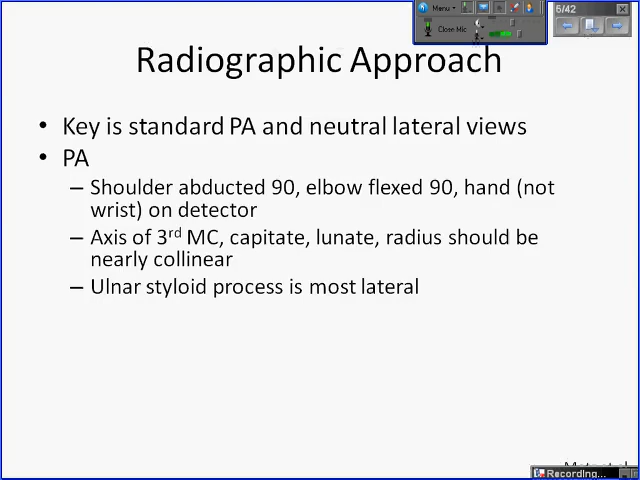 Menu
6/42
Close Mic
Radiographic Approach
• Key is standard PA and neutral lateral views
• PA
– Shoulder abducted 90, elbow flexed 90, hand (not
wrist) on detector
– Axis of 3rd MC, capitate, lunate, radius should be
nearly collinear
– Ulnar styloid process is most lateral
Recording...